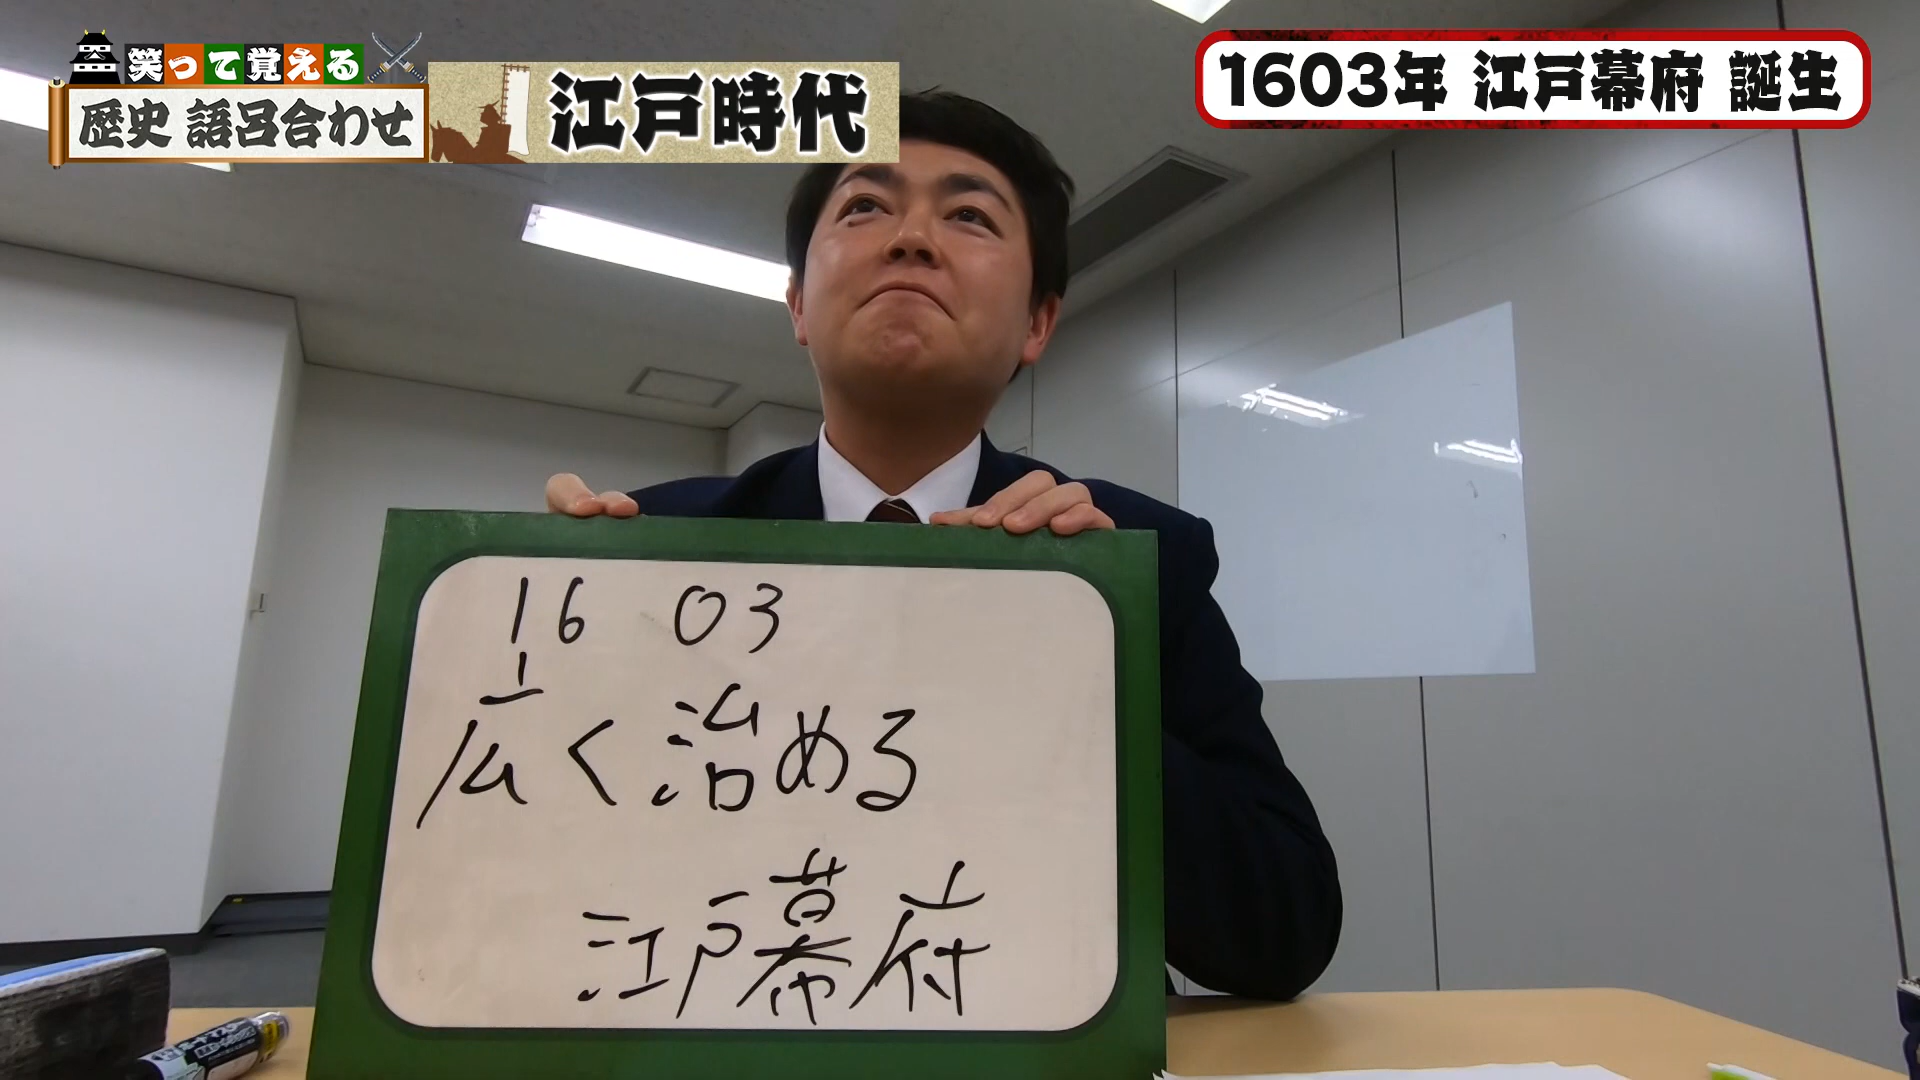 笑って覚える
歴史 語呂合わせ
江戸時代
1603年 江戸幕府 誕生
16 03
広く治める
江戸幕府